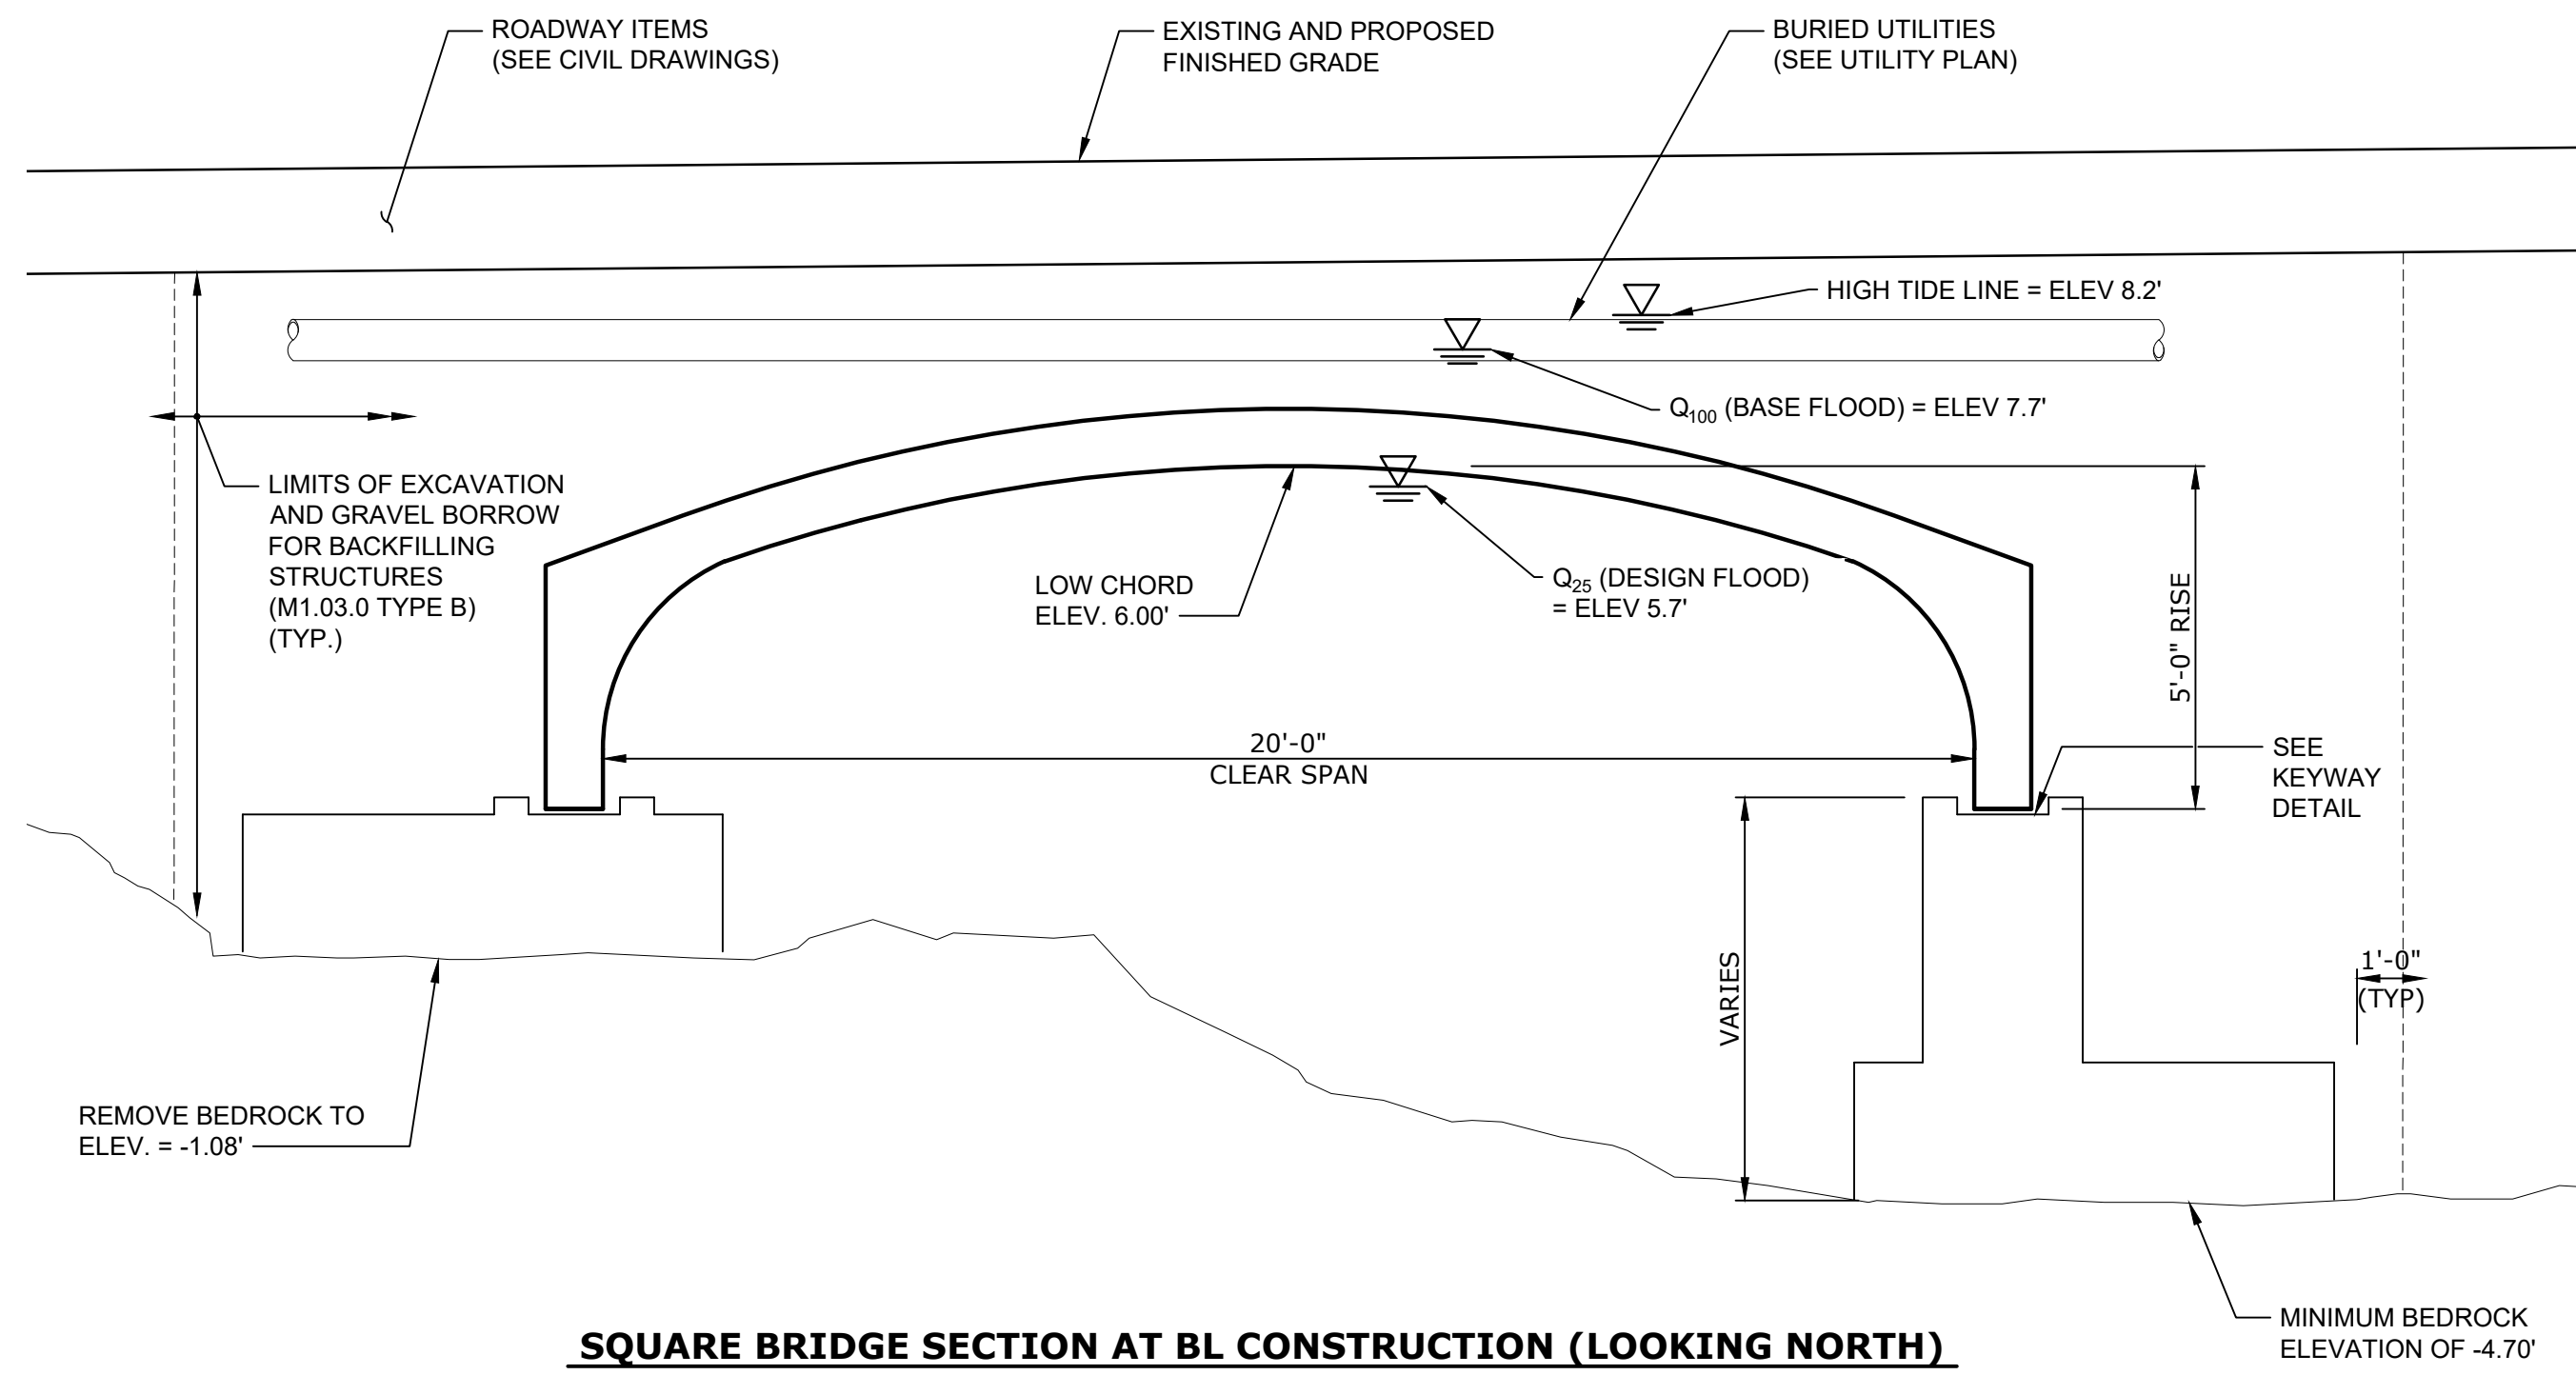 ROADWAY ITEMS
(SEE CIVIL DRAWINGS)
EXISTING AND PROPOSED
FINISHED GRADE
BURIED UTILITIES
(SEE UTILITY PLAN)
HIGH TIDE LINE = ELEV 8.2'
Q100 (BASE FLOOD) = ELEV 7.7'
LIMITS OF EXCAVATION
AND GRAVEL BORROW
FOR BACKFILLING
STRUCTURES
(M1.03.0 TYPE B)
(TYP.)
LOW CHORD
ELEV. 6.00'
Q25 (DESIGN FLOOD)
= ELEV 5.7'
5'-0" RISE
20'-0"
CLEAR SPAN
SEE
KEYWAY
DETAIL
VARIES
1'-0"
(TYP)
REMOVE BEDROCK TO
ELEV. = -1.08'
MINIMUM BEDROCK
ELEVATION OF -4.70'
SQUARE BRIDGE SECTION AT BL CONSTRUCTION (LOOKING NORTH)